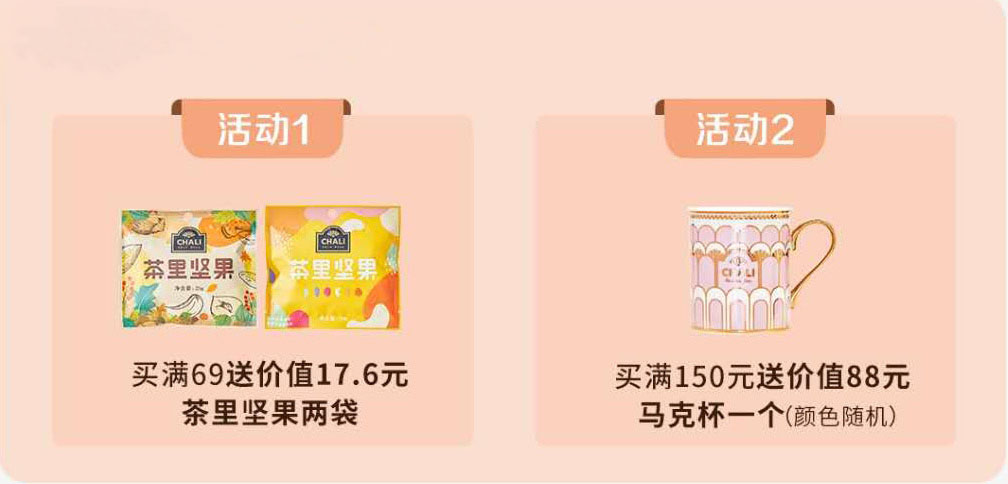 活动1
活动2
CHALI
茶里坚果
CHALI
茶里坚果
CHALI
买满69送价值17.6元
茶里坚果两袋
买满150元送价值88元
马克杯一个(颜色随机)